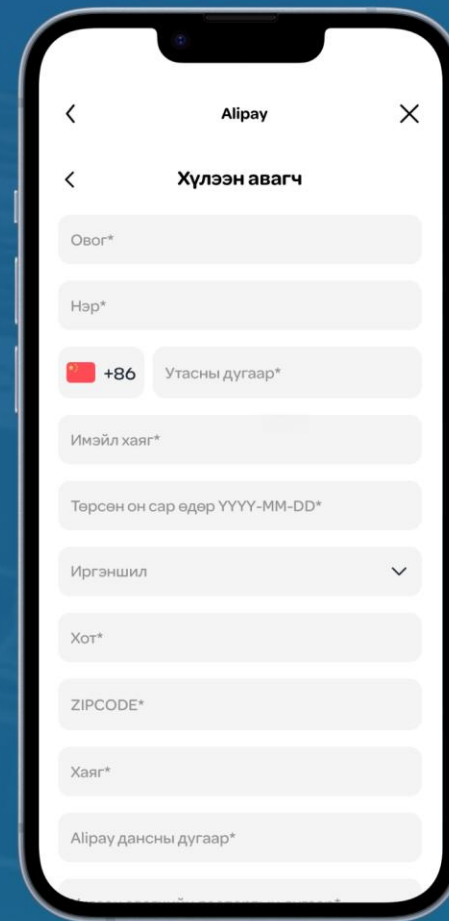 Alipay
Хүлээн авагч
Овог*
Нэр*
+86 Утасны дугаар*
Имэйл хаяг*
Төрсөн он сар өдөр YYYY-MM-DD*
Иргэншил
Хот*
ZIPCODE*
Хаяг*
Alipay дансны дугаар*